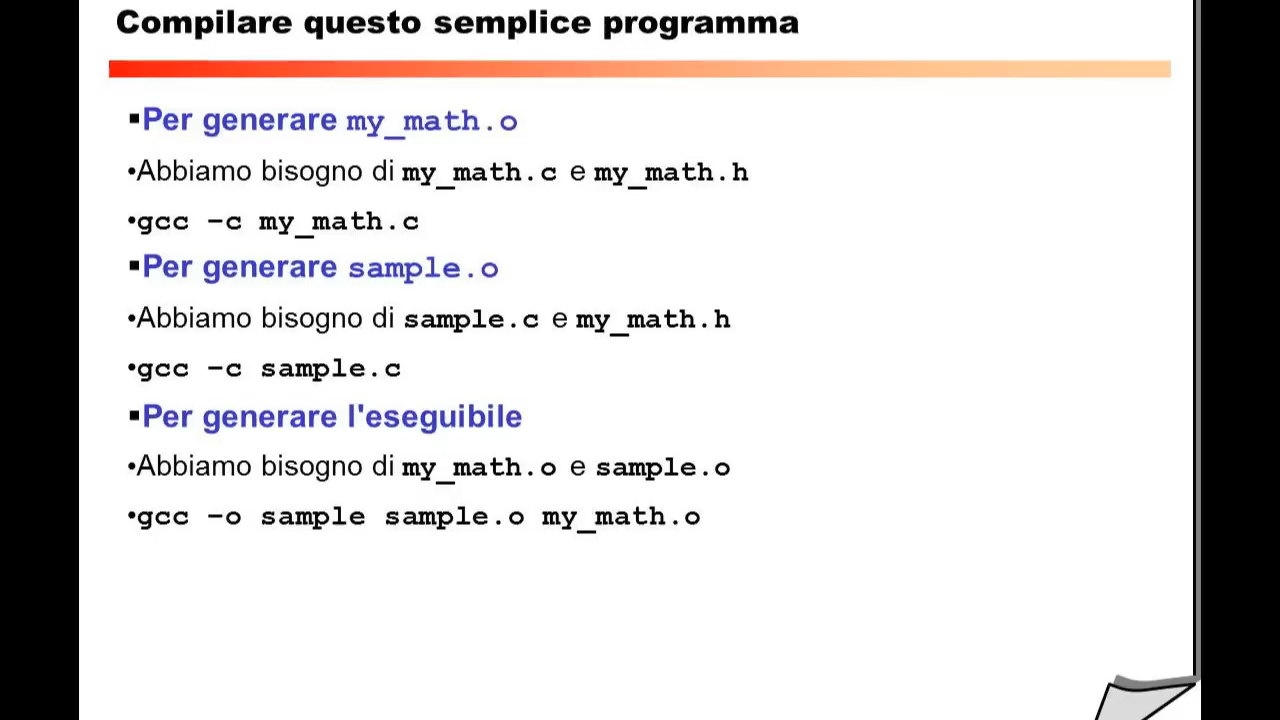 Compilare questo semplice programma
▪Per generare my_math.o
•Abbiamo bisogno di my_math.c e my_math.h
•gcc –c my_math.c
▪Per generare sample.o
•Abbiamo bisogno di sample.c e my_math.h
•gcc –c sample.c
▪Per generare l'eseguibile
•Abbiamo bisogno di my_math.o e sample.o
•gcc –o sample sample.o my_math.o